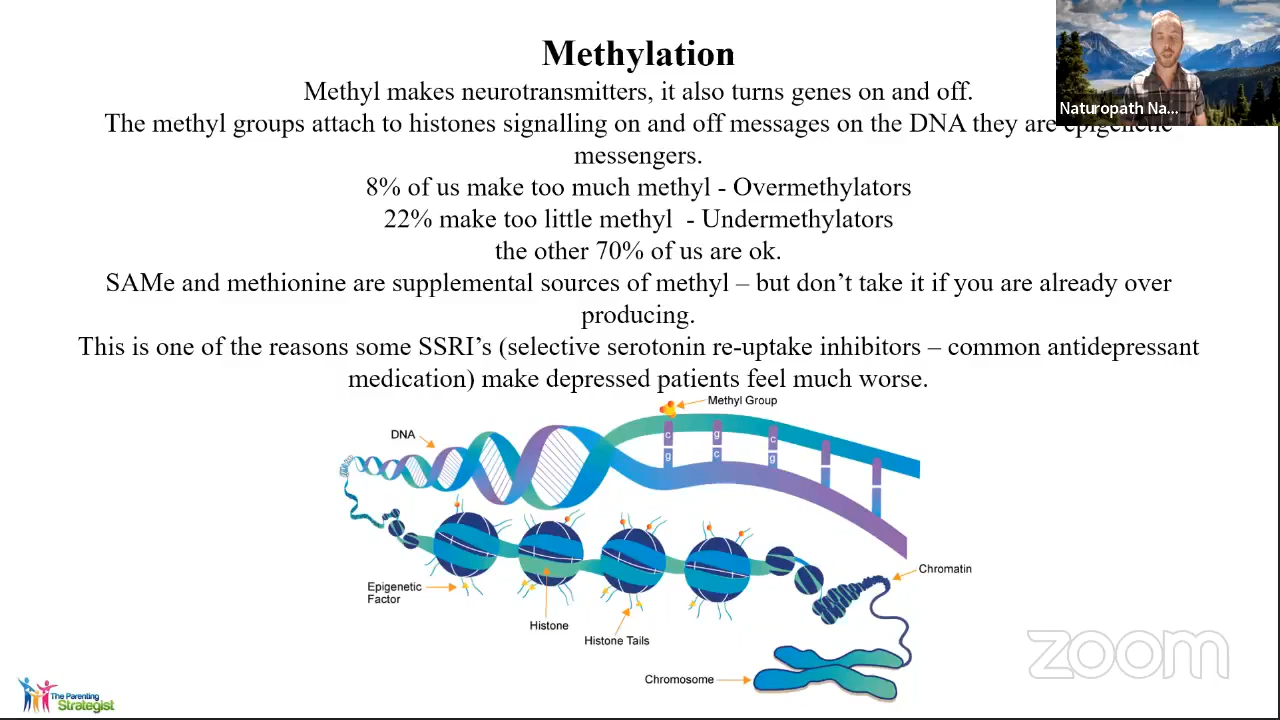 Methylation
Methyl makes neurotransmitters, it also turns genes on and off.
The methyl groups attach to histones signalling on and off messages on the DNA they are epigenetic
messengers.
8% of us make too much methyl - Overmethylators
22% make too little methyl - Undermethylators
the other 70% of us are ok.
SAMe and methionine are supplemental sources of methyl – but don’t take it if you are already over
producing.
This is one of the reasons some SSRI’s (selective serotonin re-uptake inhibitors – common antidepressant
medication) make depressed patients feel much worse.
Naturopath Na...
Methyl Group
DNA
c
g
c
g
c
g
Chromatin
Epigenetic
Factor
Histone
Histone Tails
Chromosome
zoom
The Parenting
Strategist